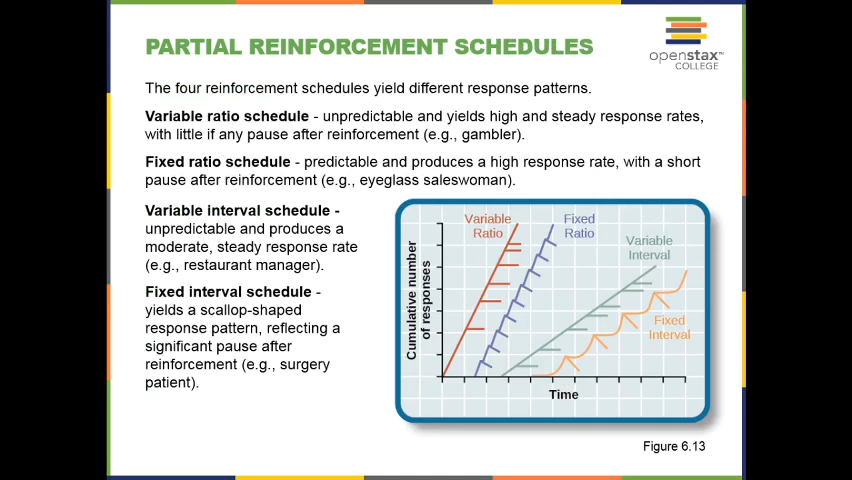 PARTIAL REINFORCEMENT SCHEDULES
openstax™
COLLEGE
The four reinforcement schedules yield different response patterns.
Variable ratio schedule - unpredictable and yields high and steady response rates,
with little if any pause after reinforcement (e.g., gambler).
Fixed ratio schedule - predictable and produces a high response rate, with a short
pause after reinforcement (e.g., eyeglass saleswoman).
Variable interval schedule -
unpredictable and produces a
moderate, steady response rate
(e.g., restaurant manager).
Fixed interval schedule -
yields a scallop-shaped
response pattern, reflecting a
significant pause after
reinforcement (e.g., surgery
patient).
Cumulative number
of responses
Variable
Ratio
Fixed
Ratio
Variable
Interval
Fixed
Interval
Time
Figure 6.13